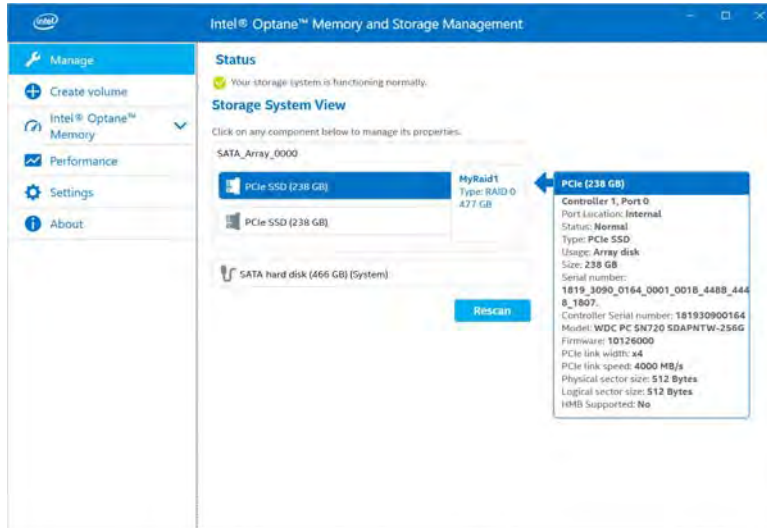 intel
Intel® Optane™ Memory and Storage Management
Manage
Create volume
Intel® Optane™
Memory
Performance
Settings
About
Status
Your storage system is functioning normally.
Storage System View
Click on any component below to manage its properties.
SATA_Array_0000
PCIe SSD (238 GB)
PCIe SSD (238 GB)
MyRaid1
Type: RAID 0
477 GB
SATA hard disk (466 GB) (System)
Rescan
PCIe (238 GB)
Controller 1, Port 0
Port Location: Internal
Status: Normal
Type: PCIe SSD
Usage: Array disk
Size: 238 GB
Serial number:
1819_3090_0164_0001_001B_448B_444
8_1807.
Controller Serial number: 181930900164
Model: WDC PC SN720 SDAPNTW-256G
Firmware: 10126000
PCIe link width: x4
PCIe link speed: 4000 MB/s
Physical sector size: 512 Bytes
Logical sector size: 512 Bytes
HMB Supported: No